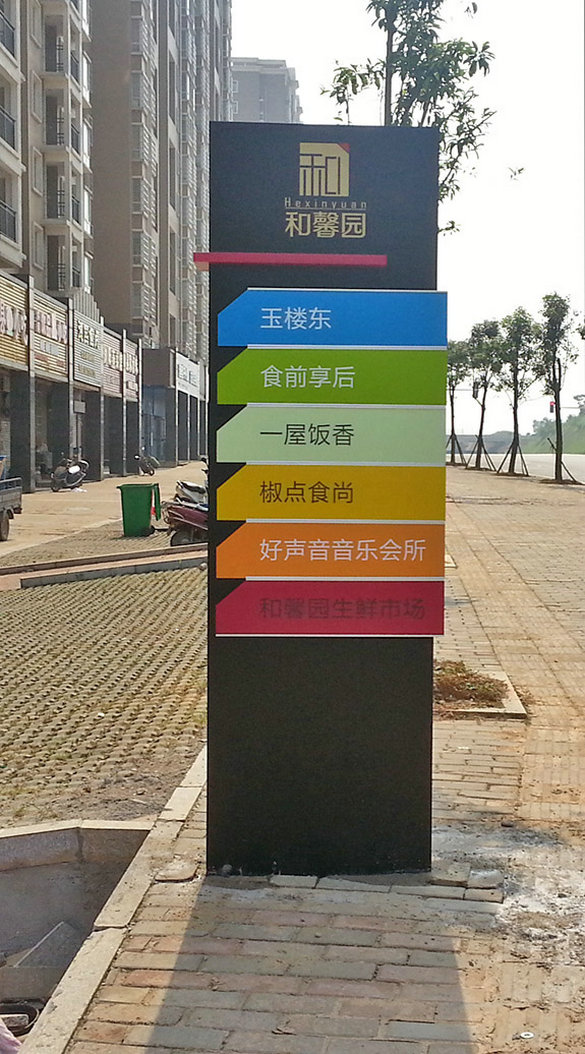 和
Hexinyuan
和馨园
玉楼东
食前享后
一屋饭香
椒点食尚
好声音音乐会所
和馨园生鲜市场